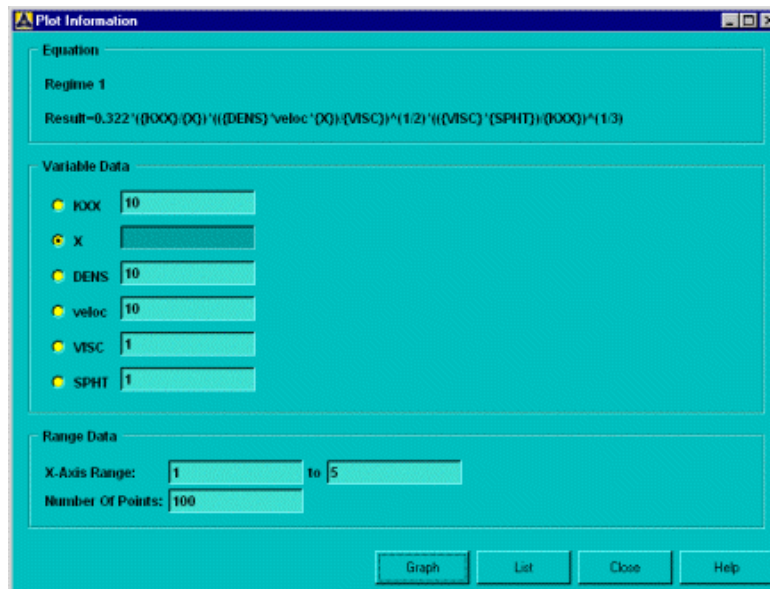 Plot Information
Equation
Regime 1
Result=0.322*({KXX}/{X})*(({DENS}*veloc*{X})/{VISC})^(1/2)*(({VISC}*{SPHT})/{KXX})^(1/3)
Variable Data
KXX 10
X
DENS 10
veloc 10
VISC 1
SPHT 1
Range Data
X-Axis Range: 1 to 5
Number Of Points: 100
Graph List Close Help